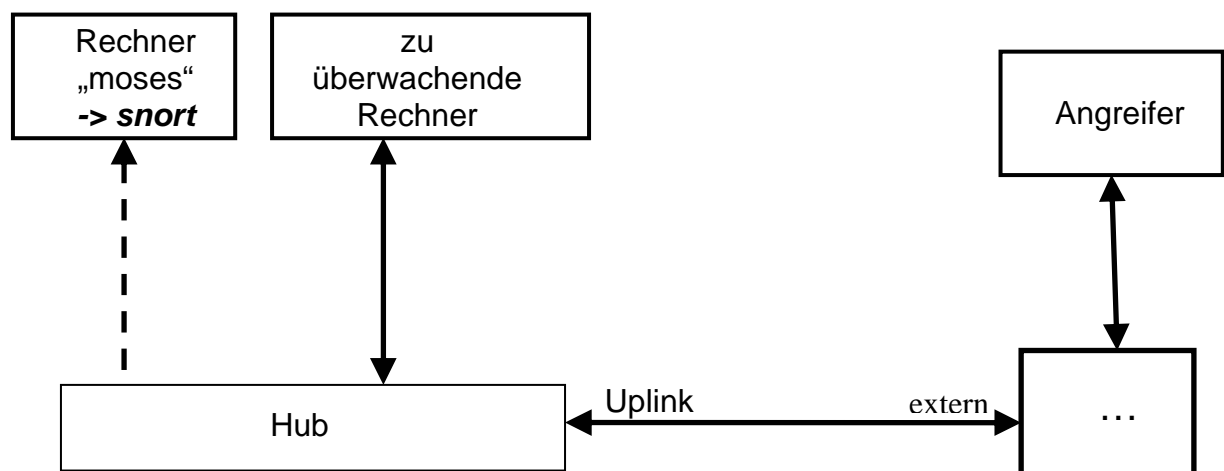 Rechner
„moses“
-> snort
zu
überwachende
Rechner
Angreifer
Hub
Uplink
extern
...